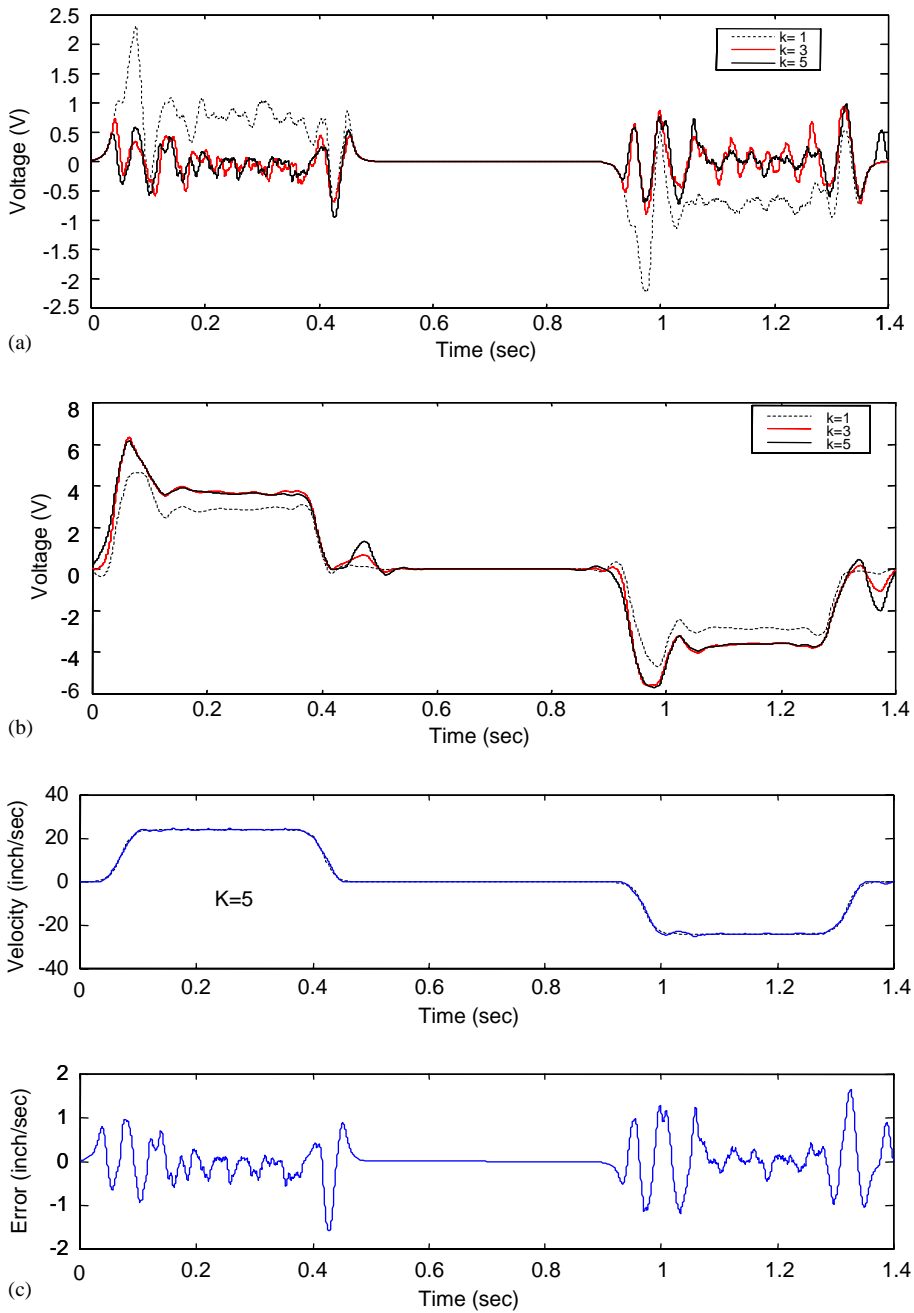 2.5
2
1.5
1
0.5
0
-0.5
-1
-1.5
-2
-2.5
Voltage (V)
k= 1
k= 3
k= 5
0 0.2 0.4 0.6 0.8 1 1.2 1.4
Time (sec)
(a)
8
6
4
2
0
-2
-4
-6
Voltage (V)
k=1
k=3
k=5
0 0.2 0.4 0.6 0.8 1 1.2 1.4
Time (sec)
(b)
40
20
0
-20
-40
Velocity (inch/sec)
K=5
0 0.2 0.4 0.6 0.8 1 1.2 1.4
Time (sec)
2
1
0
-1
-2
Error (inch/sec)
0 0.2 0.4 0.6 0.8 1 1.2 1.4
Time (sec)
(c)